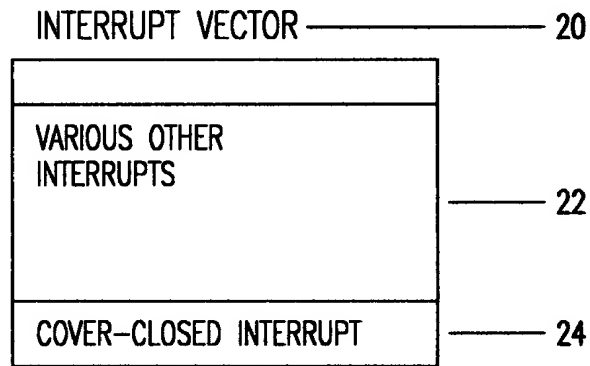 INTERRUPT VECTOR 20
VARIOUS OTHER
INTERRUPTS
22
COVER-CLOSED INTERRUPT 24